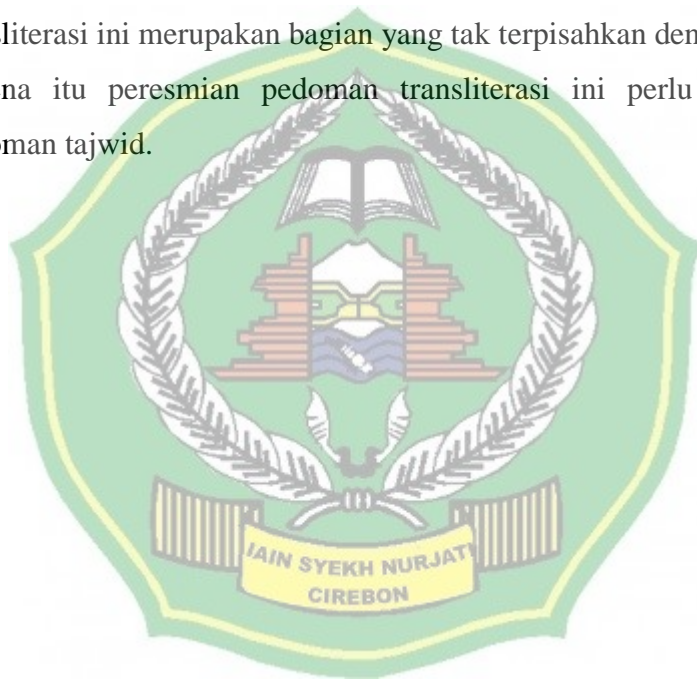 sliterasi ini merupakan bagian yang tak terpisahkan den
na itu peresmian pedoman transliterasi ini perlu
oman tajwid.
IAIN SYEKH NURJATI
CIREBON